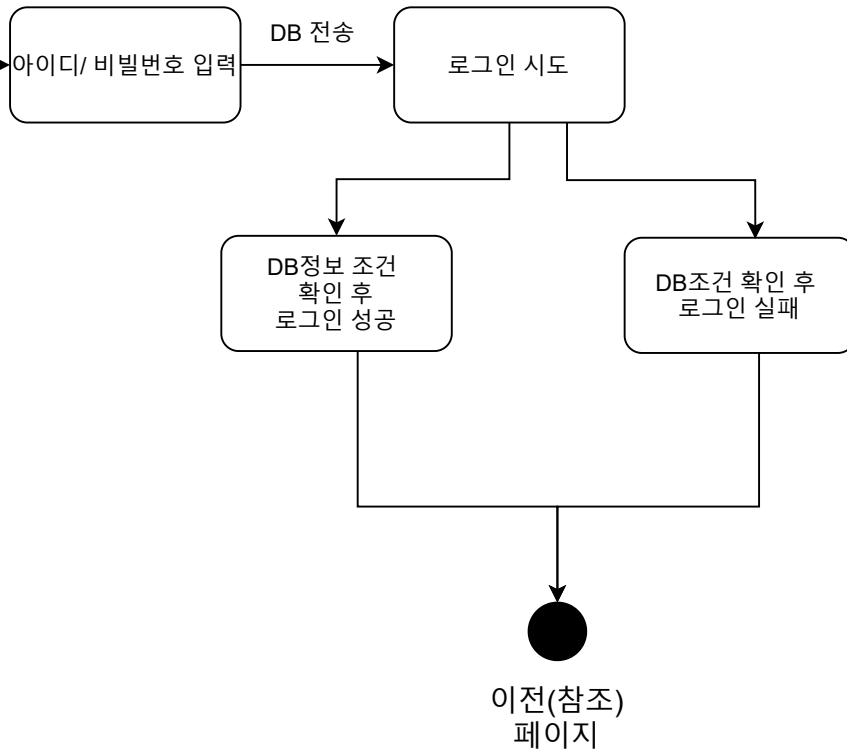 DB 전송
아이디/ 비빌번호 입력
로그인 시도
DB정보 조건
확인 후
로그인 성공
DB조건 확인 후
로그인 실패
이전(참조)
페이지